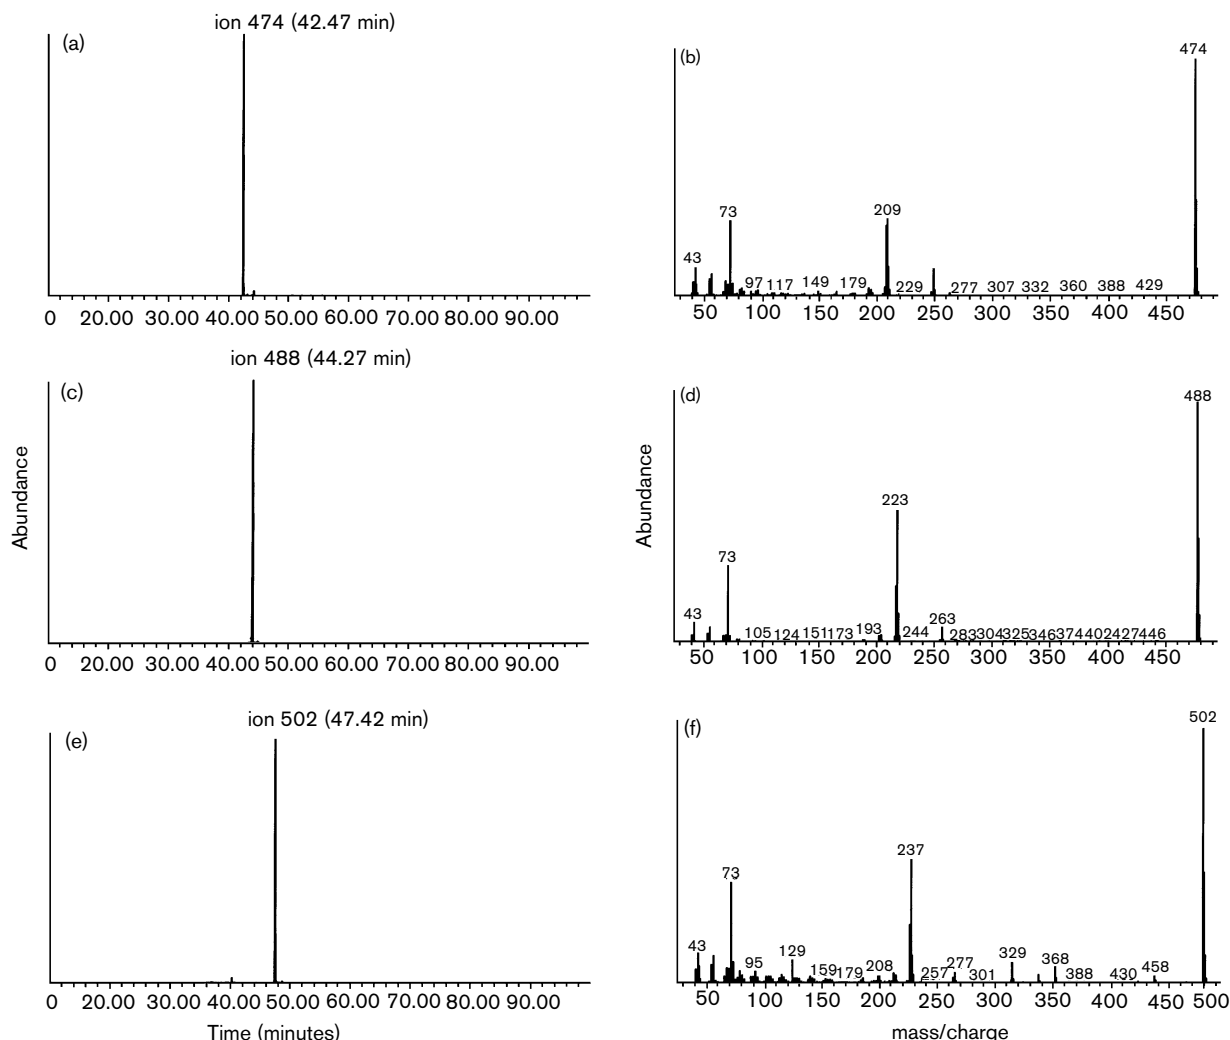 ion 474 (42.47 min)
(a)
0 20.00 30.00 40.00 50.00 60.00 70.00 80.00 90.00
(b)
474
73
209
43
97 117 149 179 229 277 307 332 360 388 429
50 100 150 200 250 300 350 400 450
ion 488 (44.27 min)
(c)
0 20.00 30.00 40.00 50.00 60.00 70.00 80.00 90.00
Abundance
(d)
488
223
73
43
105 124 151 173 193 244 263 283 304 325 346 374 402 427 446
50 100 150 200 250 300 350 400 450
Abundance
ion 502 (47.42 min)
(e)
0 20.00 30.00 40.00 50.00 60.00 70.00 80.00 90.00
Time (minutes)
(f)
502
237
73
43
95 129 159 179 208 257 277 301 329 368 388 430 458
50 100 150 200 250 300 350 400 450 500
mass/charge